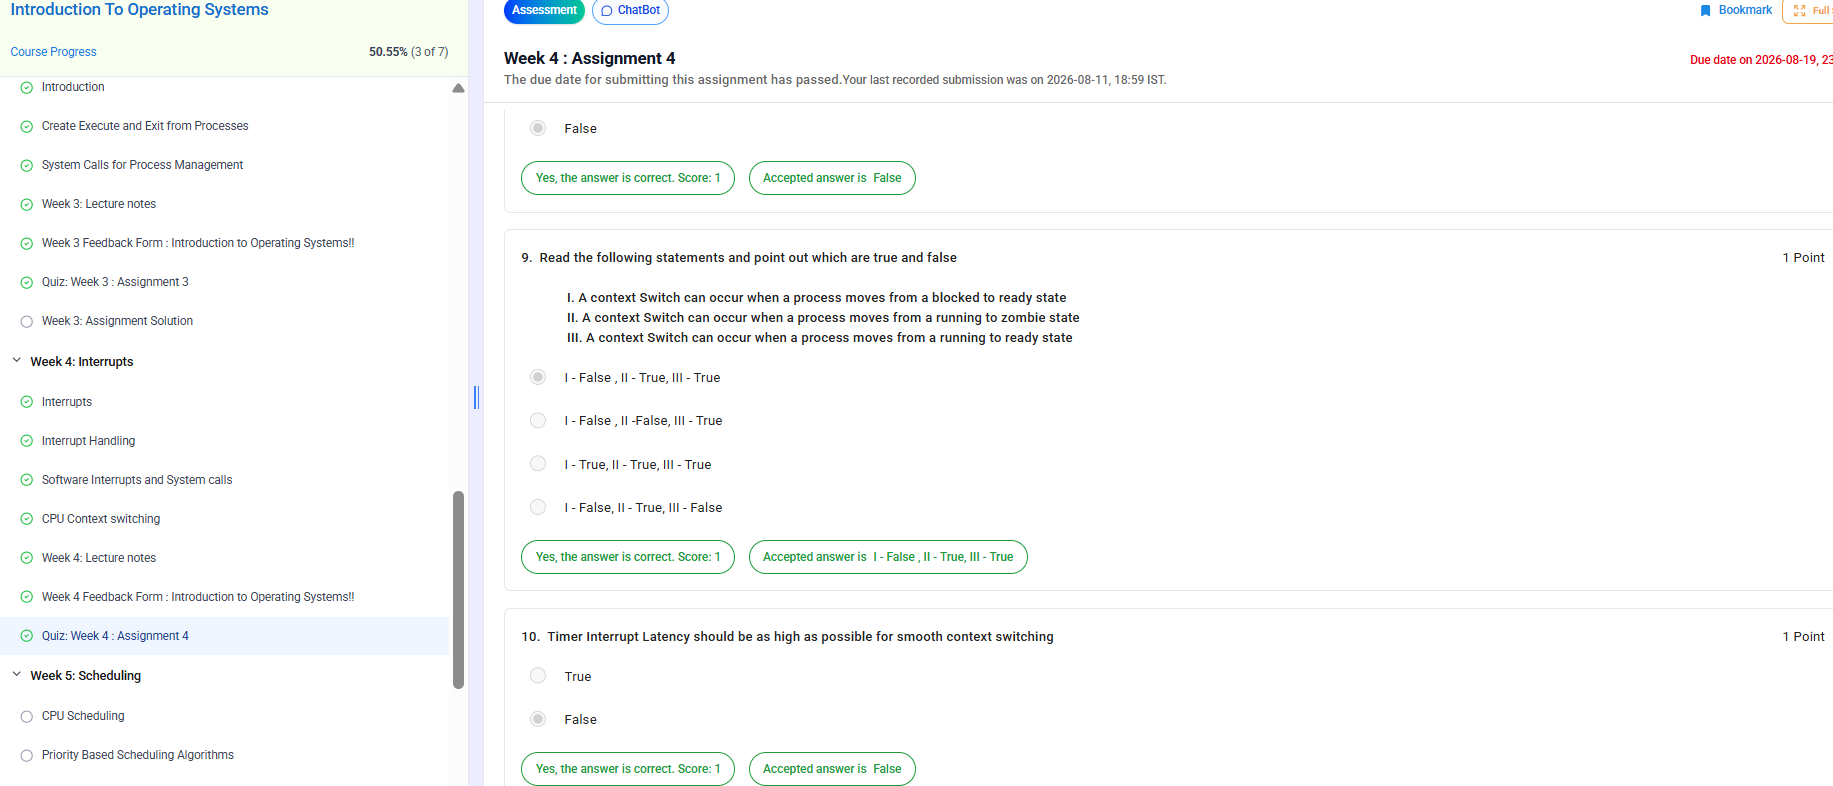 Introduction To Operating Systems
Course Progress
50.55% (3 of 7)
Introduction
Create Execute and Exit from Processes
System Calls for Process Management
Week 3: Lecture notes
Week 3 Feedback Form : Introduction to Operating Systems!!
Quiz: Week 3 : Assignment 3
Week 3: Assignment Solution
Week 4: Interrupts
Interrupts
Interrupt Handling
Software Interrupts and System calls
CPU Context switching
Week 4: Lecture notes
Week 4 Feedback Form : Introduction to Operating Systems!!
Quiz: Week 4 : Assignment 4
Week 5: Scheduling
CPU Scheduling
Priority Based Scheduling Algorithms
Assessment
ChatBot
Bookmark
Full
Week 4 : Assignment 4
Due date on 2026-08-19, 23
The due date for submitting this assignment has passed.Your last recorded submission was on 2026-08-11, 18:59 IST.
False
Yes, the answer is correct. Score: 1
Accepted answer is False
9. Read the following statements and point out which are true and false
1 Point
I. A context Switch can occur when a process moves from a blocked to ready state
II. A context Switch can occur when a process moves from a running to zombie state
III. A context Switch can occur when a process moves from a running to ready state
I - False , II - True, III - True
I - False , II -False, III - True
I - True, II - True, III - True
I - False, II - True, III - False
Yes, the answer is correct. Score: 1
Accepted answer is I - False , II - True, III - True
10. Timer Interrupt Latency should be as high as possible for smooth context switching
1 Point
True
False
Yes, the answer is correct. Score: 1
Accepted answer is False